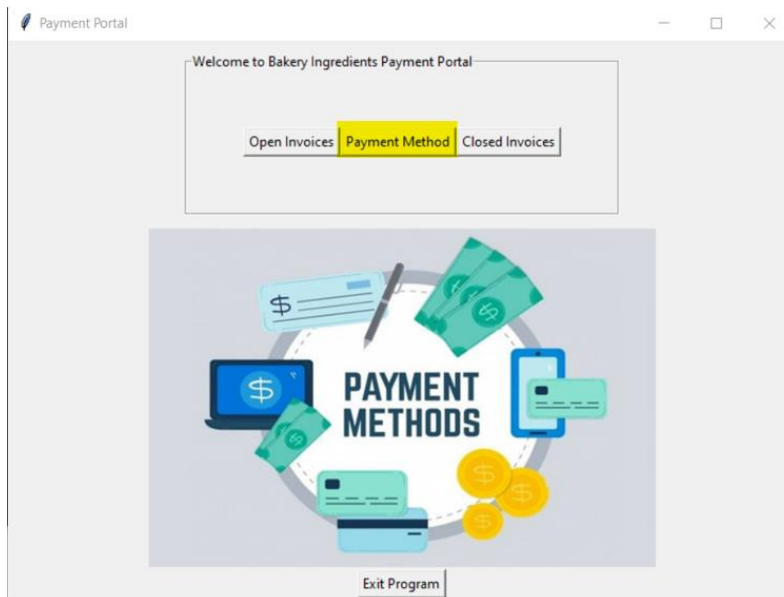 Payment Portal
Welcome to Bakery Ingredients Payment Portal
Open Invoices Payment Method Closed Invoices
$
$
$
PAYMENT
METHODS
$
$
$
$
Exit Program